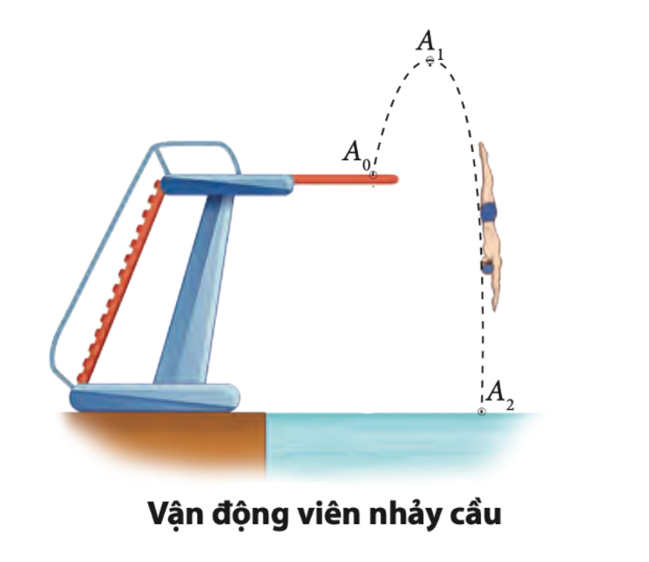 A₁
A₀
A₂
Vận động viên nhảy cầu